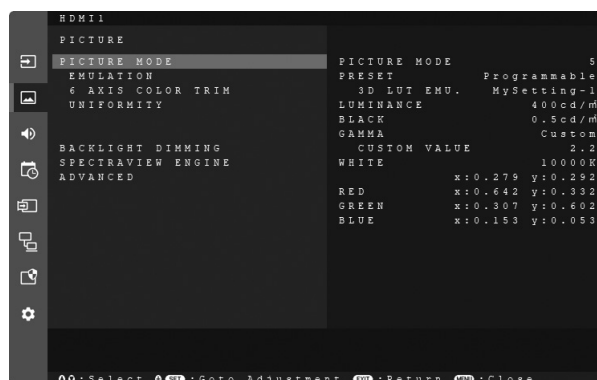 HDMI1
PICTURE
PICTURE MODE
EMULATION
6 AXIS COLOR TRIM
UNIFORMITY
BACKLIGHT DIMMING
SPECTRAVIEW ENGINE
ADVANCED
PICTURE MODE 5
PRESET Programmable
3D LUT EMU. MySetting-1
LUMINANCE 400cd/㎡
BLACK 0.5cd/㎡
GAMMA Custom
CUSTOM VALUE 2.2
WHITE 10000K
x:0.279 y:0.292
RED x:0.642 y:0.332
GREEN x:0.307 y:0.602
BLUE x:0.153 y:0.053
:Select SET:Goto Adjustment EXIT:Return MENU:Close